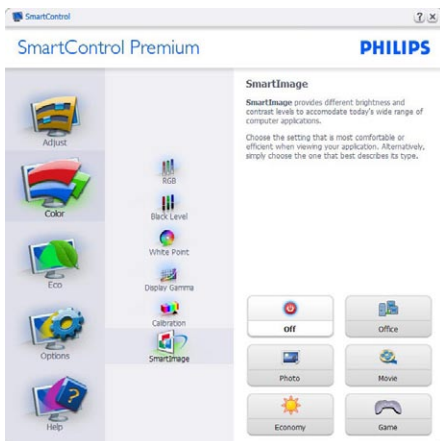 SmartControl
SmartControl Premium
PHILIPS
Adjust
Color
Eco
Options
Help
RGB
Black Level
White Point
Display Gamma
Calibration
SmartImage
SmartImage
SmartImage provides different brightness and
contrast levels to accomodate today's wide range of
computer applications.
Choose the setting that is most comfortable or
efficient when viewing your application. Alternatively,
simply choose the one that best describes its type.
Off
Office
Photo
Movie
Economy
Game